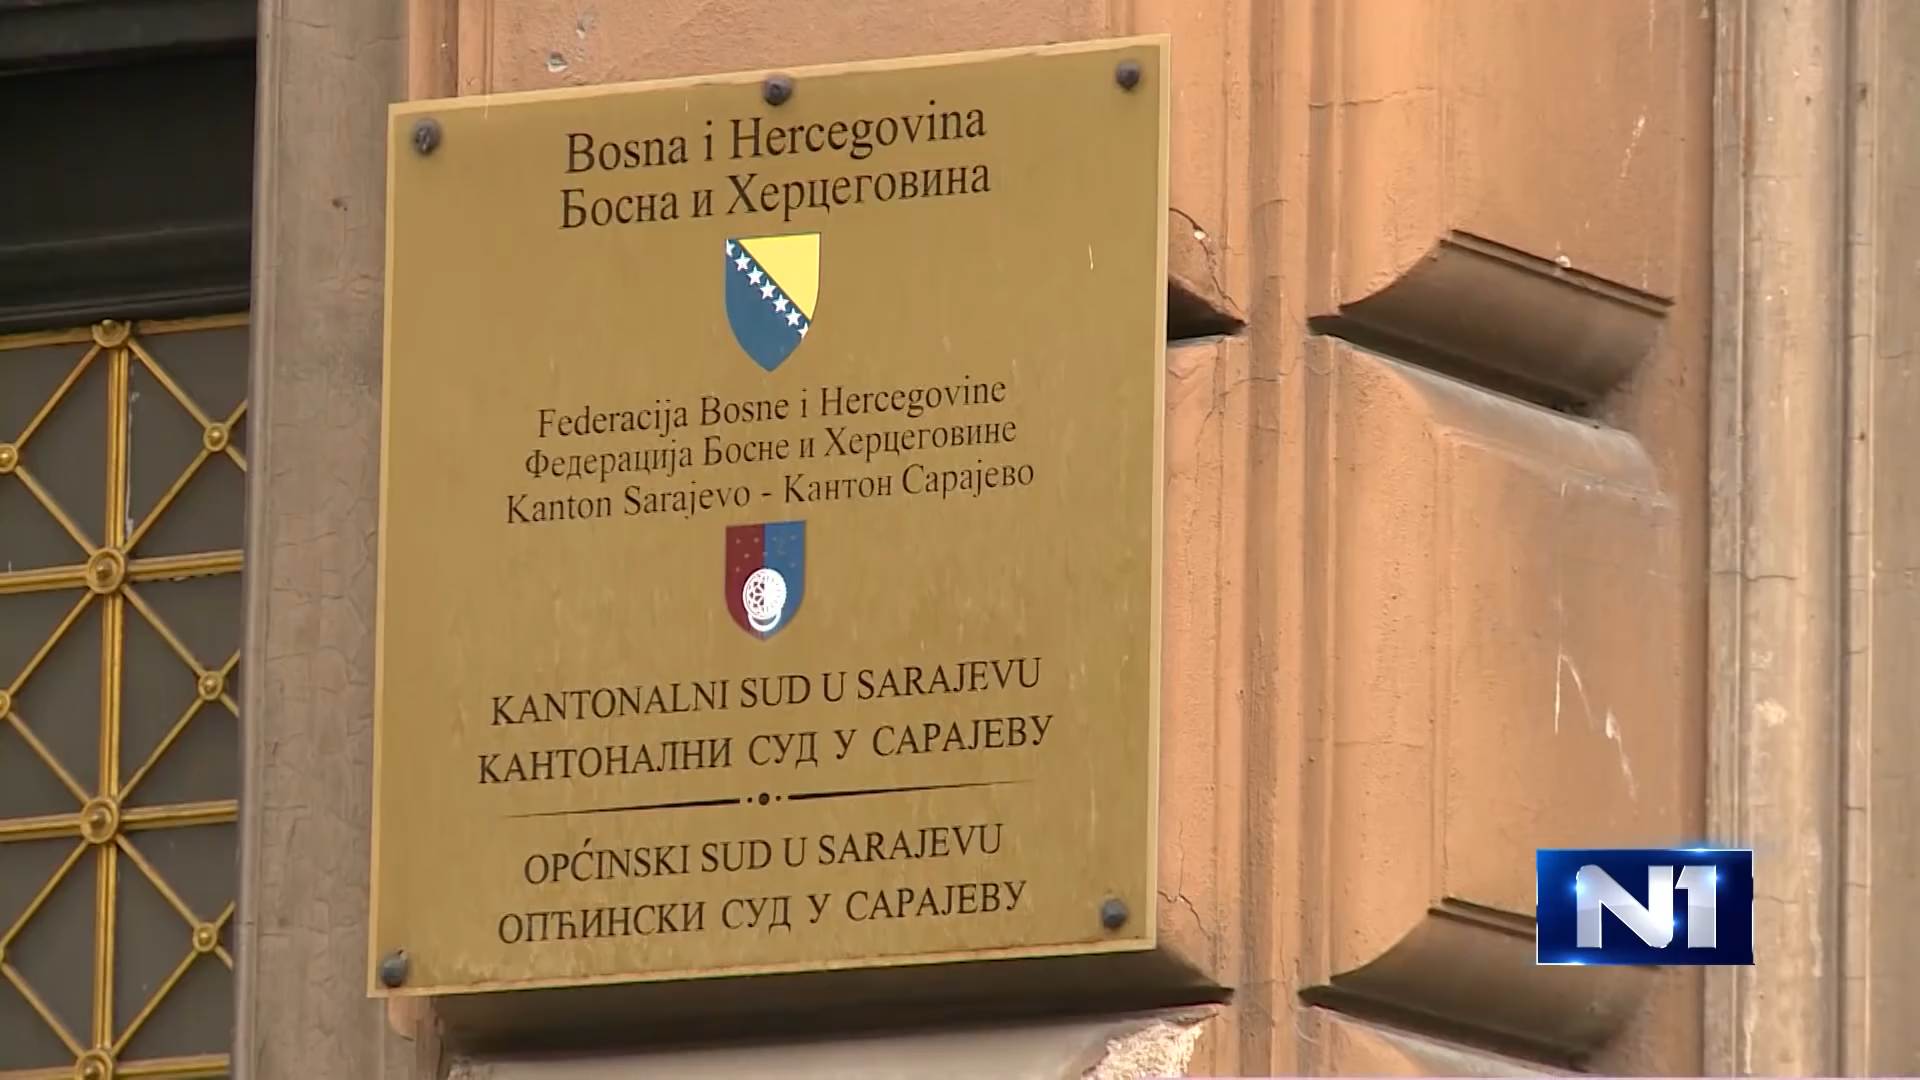 Bosna i Hercegovina
Босна и Херцеговина
Federacija Bosne i Hercegovine
Федерација Босне и Херцеговине
Kanton Sarajevo - Кантон Сарајево
KANTONALNI SUD U SARAJEVU
КАНТОНАЛНИ СУД У САРАЈЕВУ
OPĆINSKI SUD U SARAJEVU
ОПЋИНСКИ СУД У САРАЈЕВУ
N1